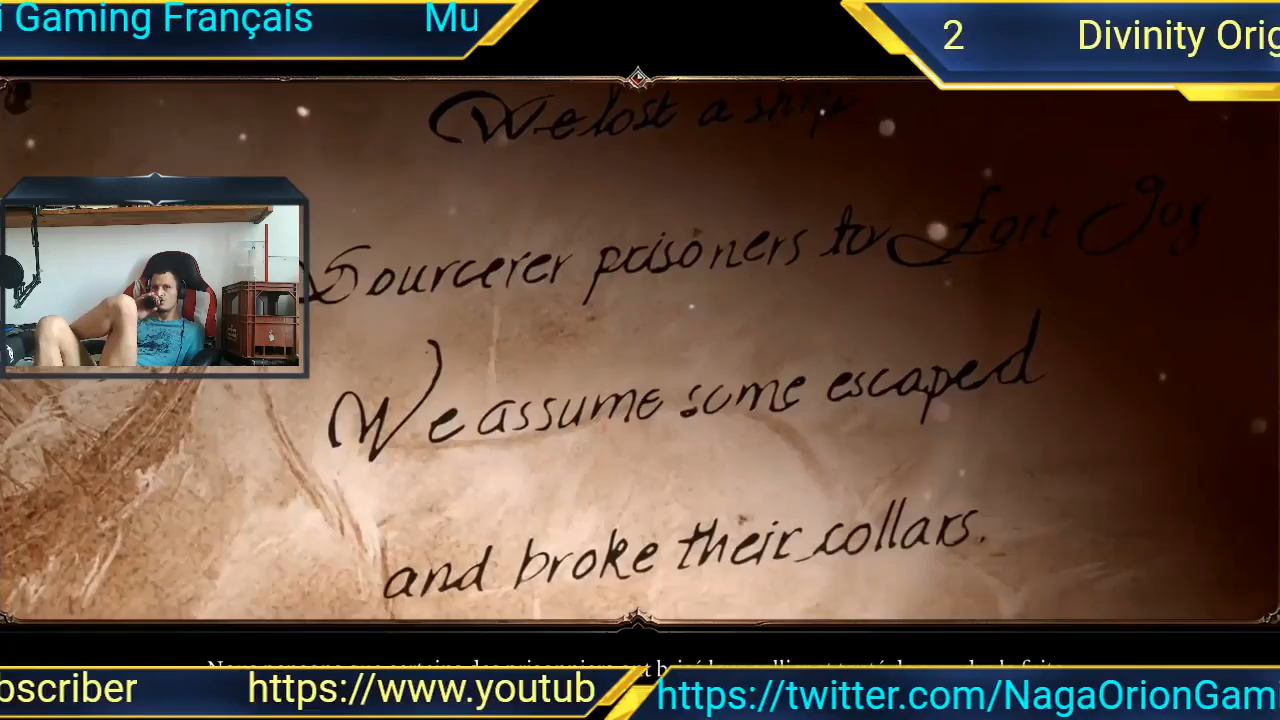 i Gaming Français Mu
2 Divinity Orig
We lost a ship
Sourcerer prisoners to Fort Joy
We assume some escaped
and broke their collars.
bscriber https://www.youtub
https://twitter.com/NagaOrionGam